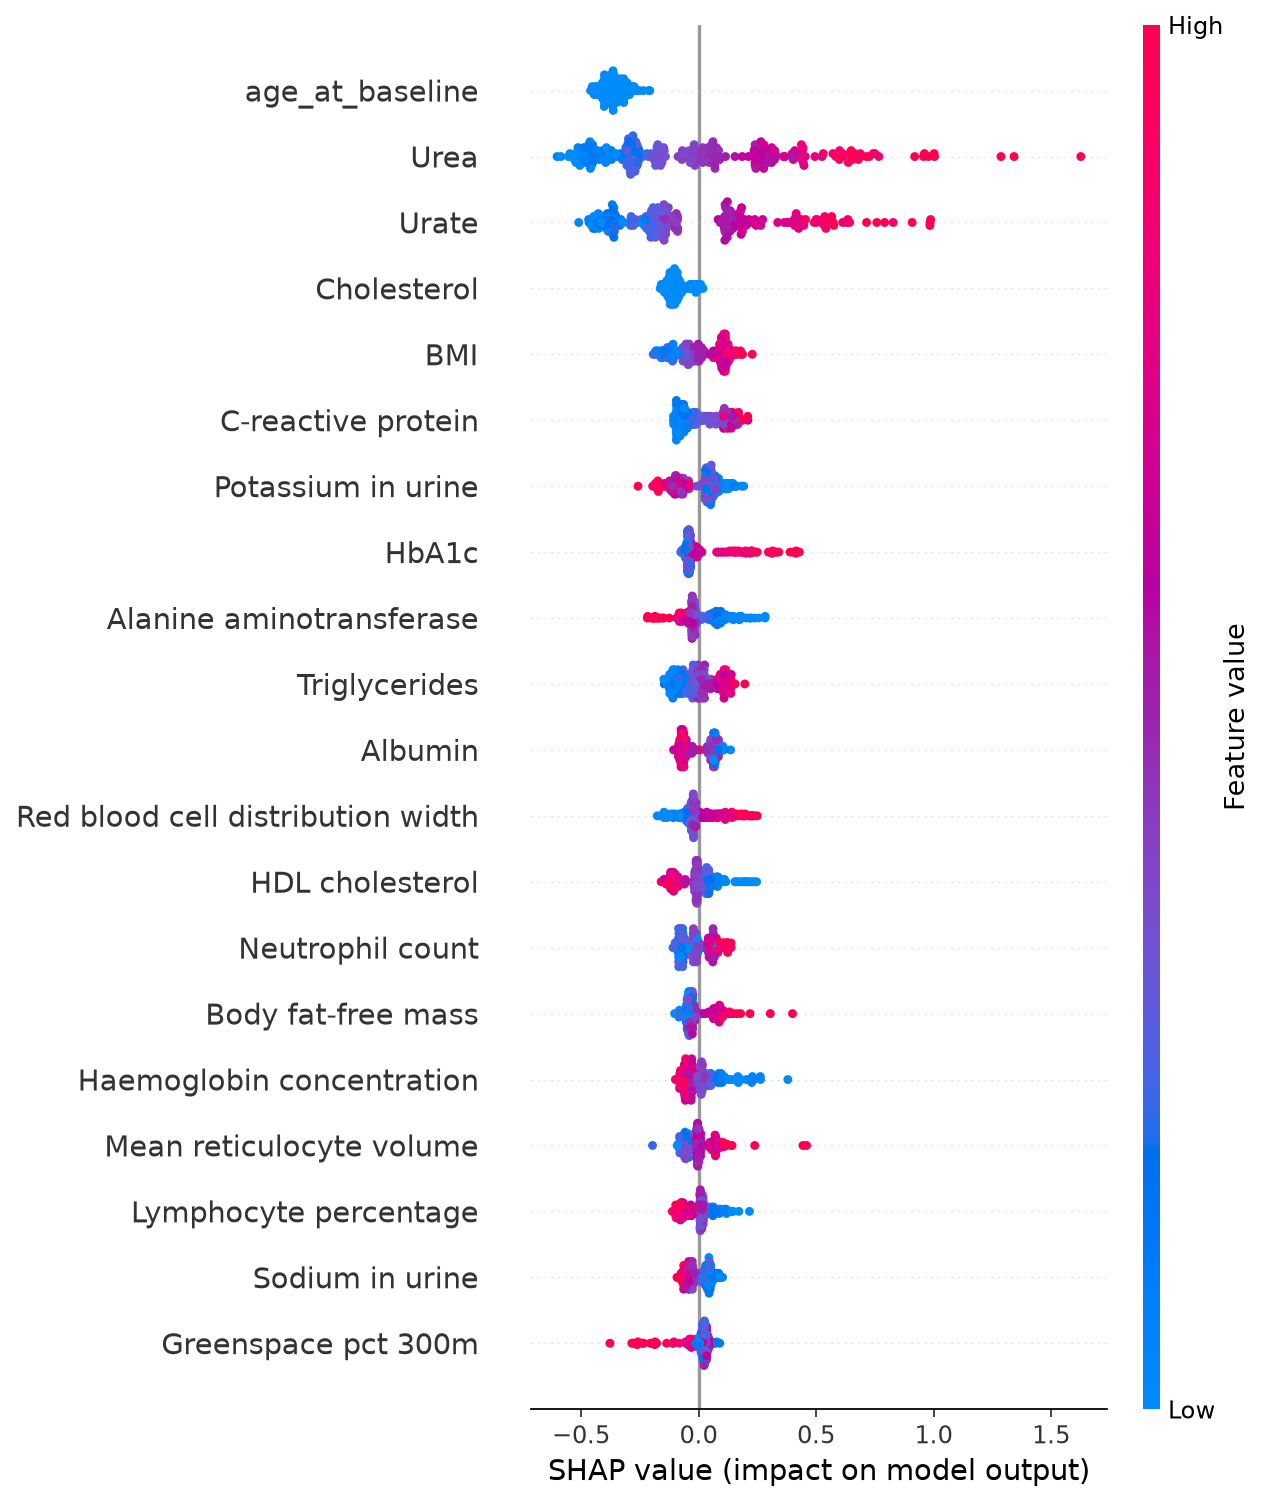 High
age_at_baseline
Urea
Urate
Cholesterol
BMI
C-reactive protein
Potassium in urine
HbA1c
Alanine aminotransferase
Triglycerides
Albumin
Red blood cell distribution width
HDL cholesterol
Neutrophil count
Body fat-free mass
Haemoglobin concentration
Mean reticulocyte volume
Lymphocyte percentage
Sodium in urine
Greenspace pct 300m
Feature value
Low
−0.5 0.0 0.5 1.0 1.5
SHAP value (impact on model output)